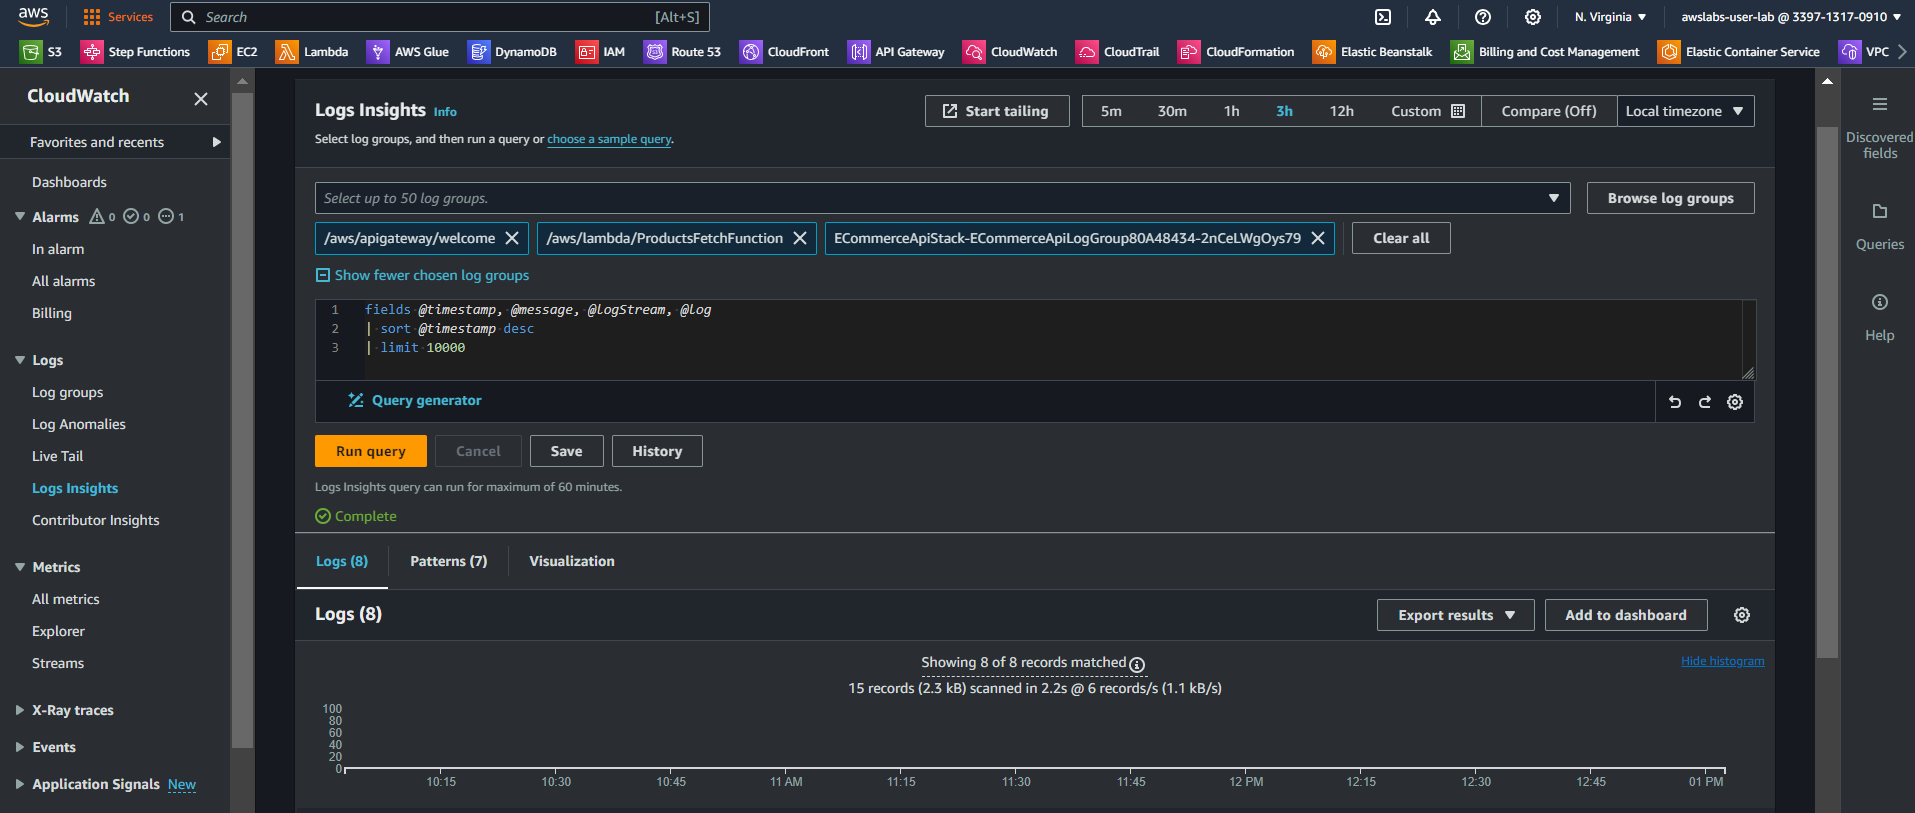 aws
Services
Search [Alt+S]
N. Virginia
awslabs-user-lab @ 3397-1317-0910
S3 Step Functions EC2 Lambda AWS Glue DynamoDB IAM Route 53 CloudFront API Gateway CloudWatch CloudTrail CloudFormation Elastic Beanstalk Billing and Cost Management Elastic Container Service VPC
CloudWatch
Favorites and recents
Dashboards
Alarms 0 0 1
In alarm
All alarms
Billing
Logs
Log groups
Log Anomalies
Live Tail
Logs Insights
Contributor Insights
Metrics
All metrics
Explorer
Streams
X-Ray traces
Events
Application Signals New
Logs Insights Info
Start tailing
5m 30m 1h 3h 12h Custom Compare (Off) Local timezone
Select log groups, and then run a query or choose a sample query.
Select up to 50 log groups.
Browse log groups
/aws/apigateway/welcome /aws/lambda/ProductsFetchFunction ECommerceApiStack-ECommerceApiLogGroup80A48434-2nCeLWgOys79 Clear all
Show fewer chosen log groups
1 fields @timestamp, @message, @logStream, @log
2 | sort @timestamp desc
3 | limit 10000
Query generator
Run query Cancel Save History
Logs Insights query can run for maximum of 60 minutes.
Complete
Logs (8) Patterns (7) Visualization
Logs (8)
Export results Add to dashboard
Showing 8 of 8 records matched
Hide histogram
15 records (2.3 kB) scanned in 2.2s @ 6 records/s (1.1 kB/s)
100
80
60
40
20
0
10:15 10:30 10:45 11 AM 11:15 11:30 11:45 12 PM 12:15 12:30 12:45 01 PM
Discovered
fields
Queries
Help